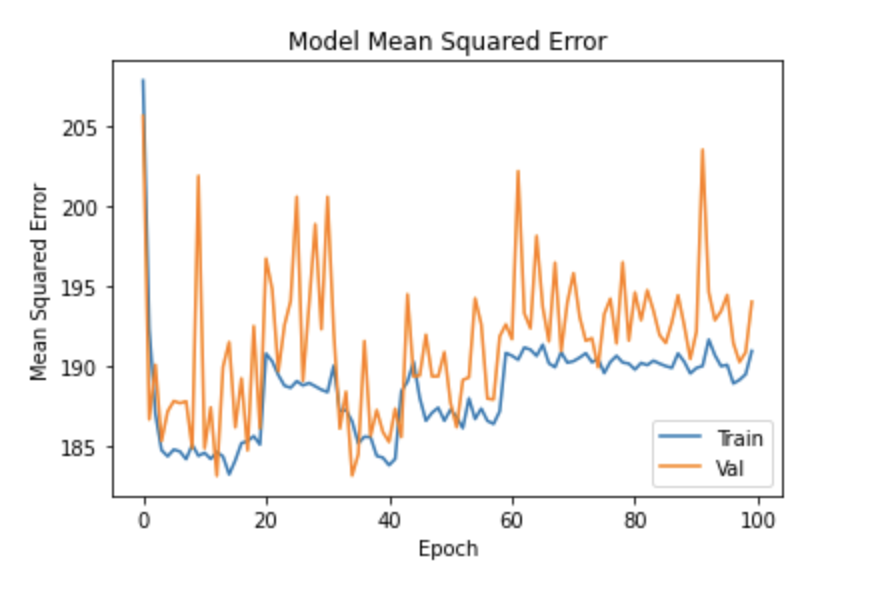 Model Mean Squared Error
Mean Squared Error
205
200
195
190
185
0 20 40 60 80 100
Epoch
Train
Val